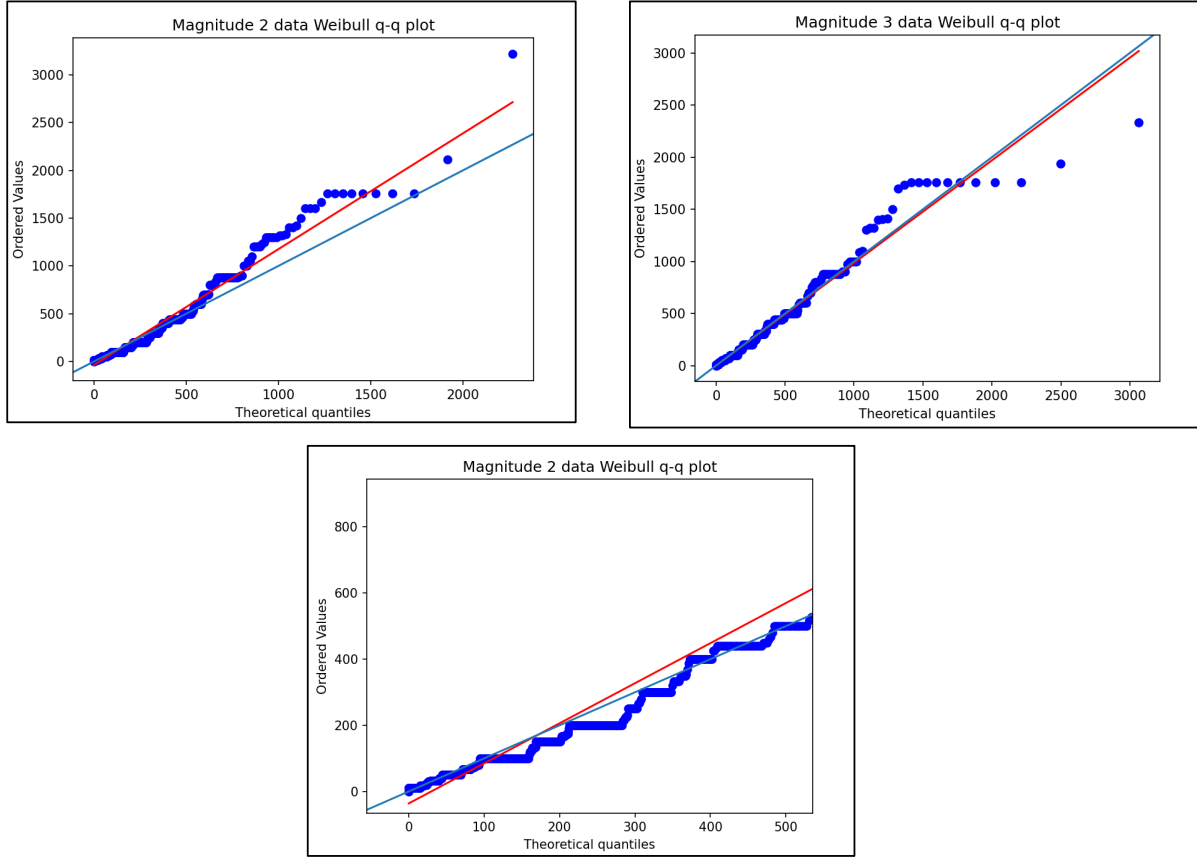 Magnitude 2 data Weibull q-q plot
3000
2500
2000
1500
1000
500
0
Ordered Values
0 500 1000 1500 2000
Theoretical quantiles
Magnitude 3 data Weibull q-q plot
3000
2500
2000
1500
1000
500
0
Ordered Values
0 500 1000 1500 2000 2500 3000
Theoretical quantiles
Magnitude 2 data Weibull q-q plot
800
600
400
200
0
Ordered Values
0 100 200 300 400 500
Theoretical quantiles